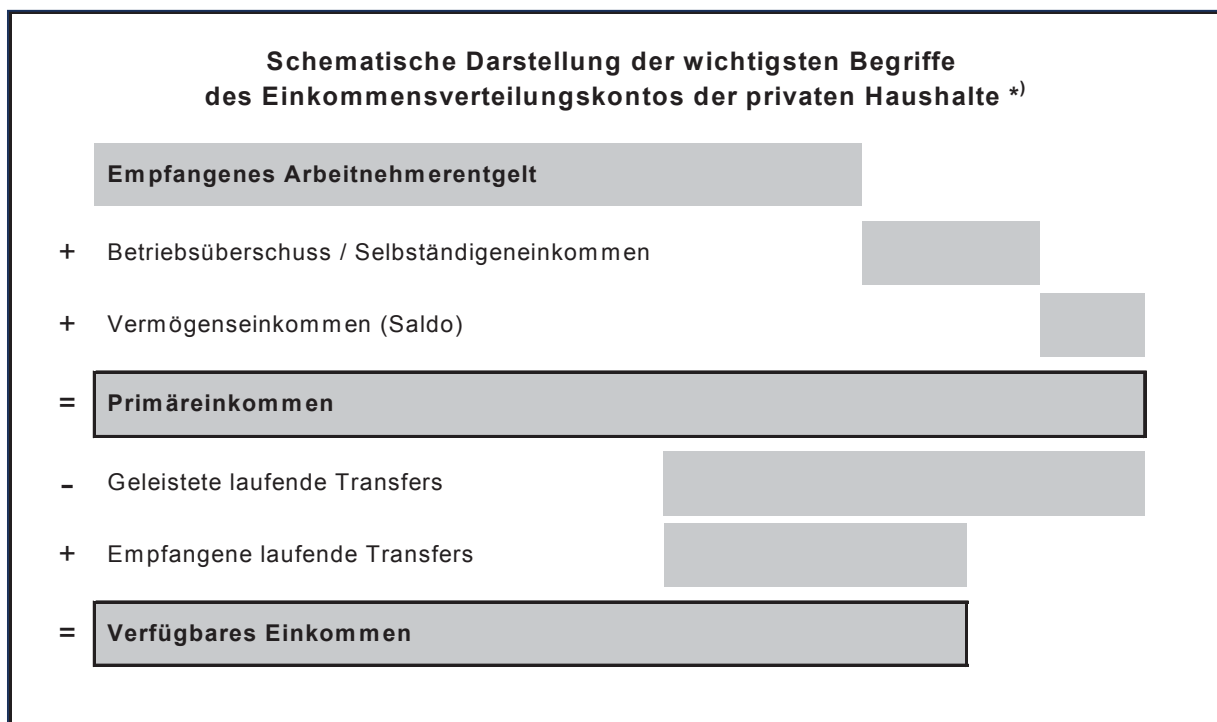 Schematische Darstellung der wichtigsten Begriffe
des Einkommensverteilungskontos der privaten Haushalte *)
Empfangenes Arbeitnehmerentgelt
+ Betriebsüberschuss / Selbständigeneinkommen
+ Vermögenseinkommen (Saldo)
= Primäreinkommen
- Geleistete laufende Transfers
+ Empfangene laufende Transfers
= Verfügbares Einkommen